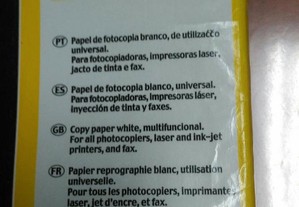 PT Papel de fotocopia branco, de utilizacćo
universal.
Para fotocopiadoras, impressoras laser,
jacto de tinta e fax.
ES Papel de fotocopia blanco, universal.
Para fotocopiadoras, impresoras láser,
inyección de tinta y faxes.
GB Copy paper white, multifuncional.
For all photocopiers, laser and ink-jet
printers, and fax.
FR Papier reprographie blanc, utilisation
universelle.
Pour tous les photocopiers, imprimante
laser, jet d'encre, et fax.